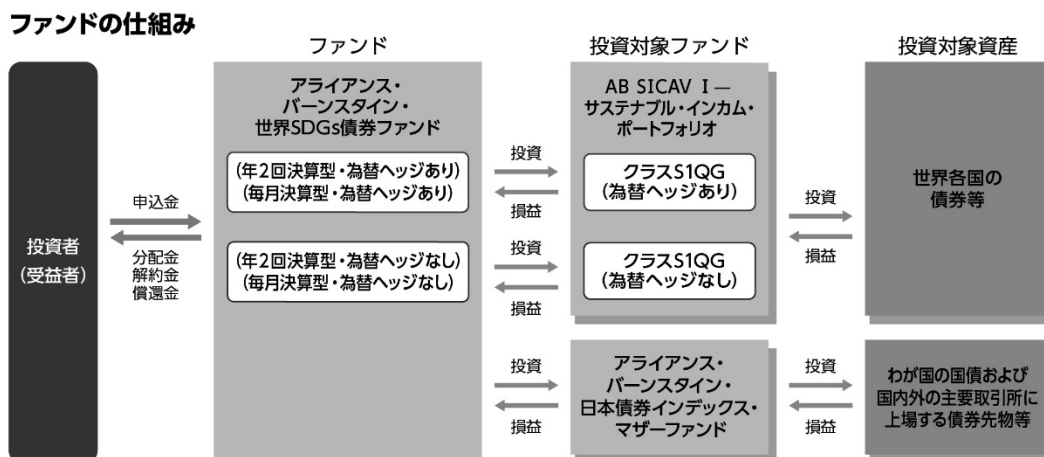 ファンドの仕組み
ファンド
投資対象ファンド
投資対象資産
投資者
(受益者)
申込金
分配金
解約金
償還金
アライアンス・
バーンスタイン・
世界SDGs債券ファンド
(年2回決算型・為替ヘッジあり)
(毎月決算型・為替ヘッジあり)
(年2回決算型・為替ヘッジなし)
(毎月決算型・為替ヘッジなし)
投資
損益
投資
損益
投資
損益
AB SICAV Ⅰ－
サステナブル・インカム・
ポートフォリオ
クラスS1QG
(為替ヘッジあり)
クラスS1QG
(為替ヘッジなし)
アライアンス・
バーンスタイン・
日本債券インデックス・
マザーファンド
投資
損益
投資
損益
世界各国の
債券等
わが国の国債および
国内外の主要取引所に
上場する債券先物等